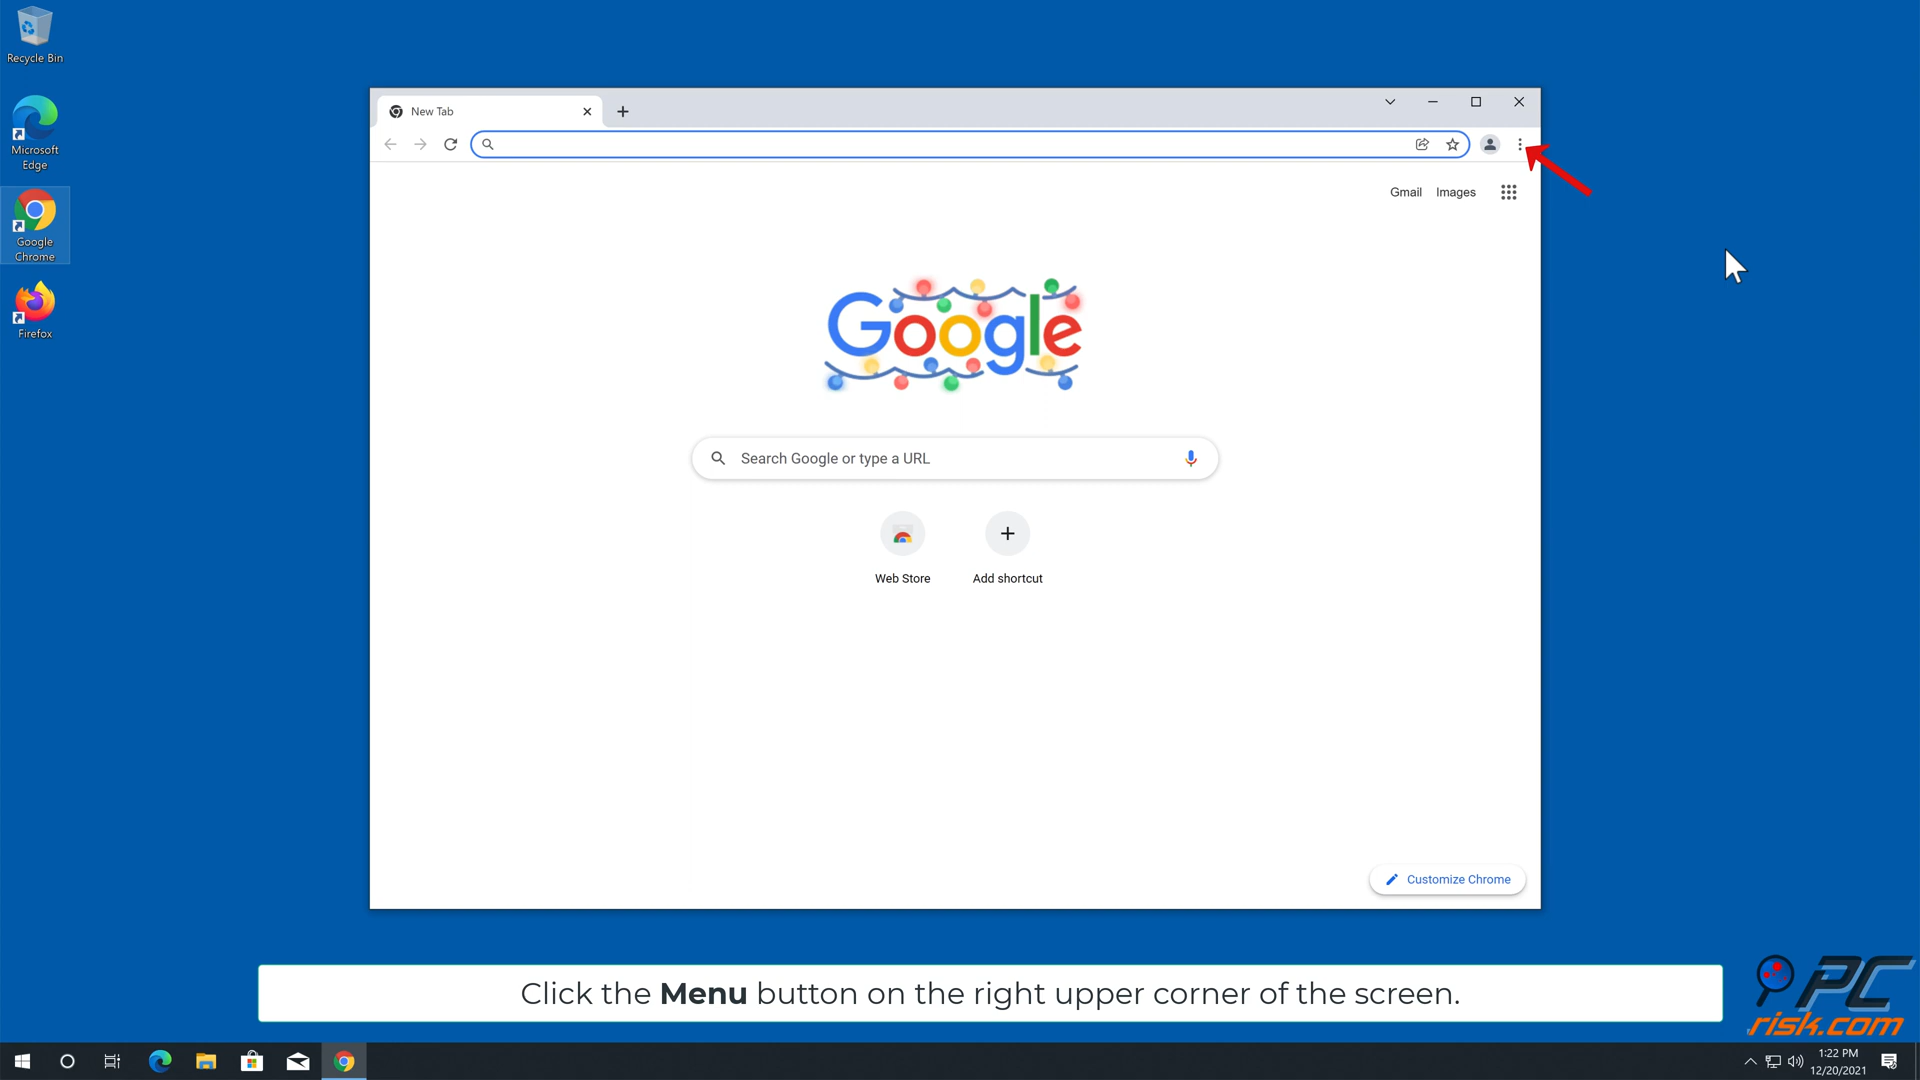 Recycle Bin
Microsoft
Edge
Google
Chrome
Firefox
New Tab
Gmail Images
Google
Search Google or type a URL
Web Store
Add shortcut
Customize Chrome
Click the Menu button on the right upper corner of the screen.
PC
risk.com
1:22 PM
12/20/2021